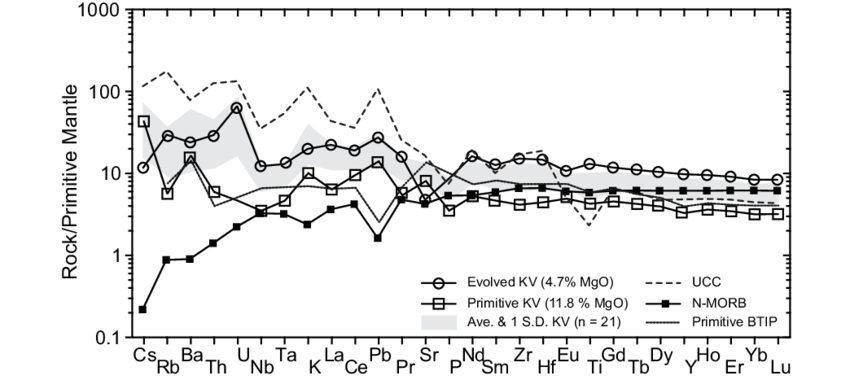 1000
100
10
1
0.1
Rock/Primitive Mantle
Evolved KV (4.7% MgO)
Primitive KV (11.8 % MgO)
Ave. & 1 S.D. KV (n = 21)
UCC
N-MORB
Primitive BTIP
Cs Rb Ba Th U Nb Ta K La Ce Pb Pr Sr P Nd Sm Zr Hf Eu Ti Gd Tb Dy Y Ho Er Yb Lu